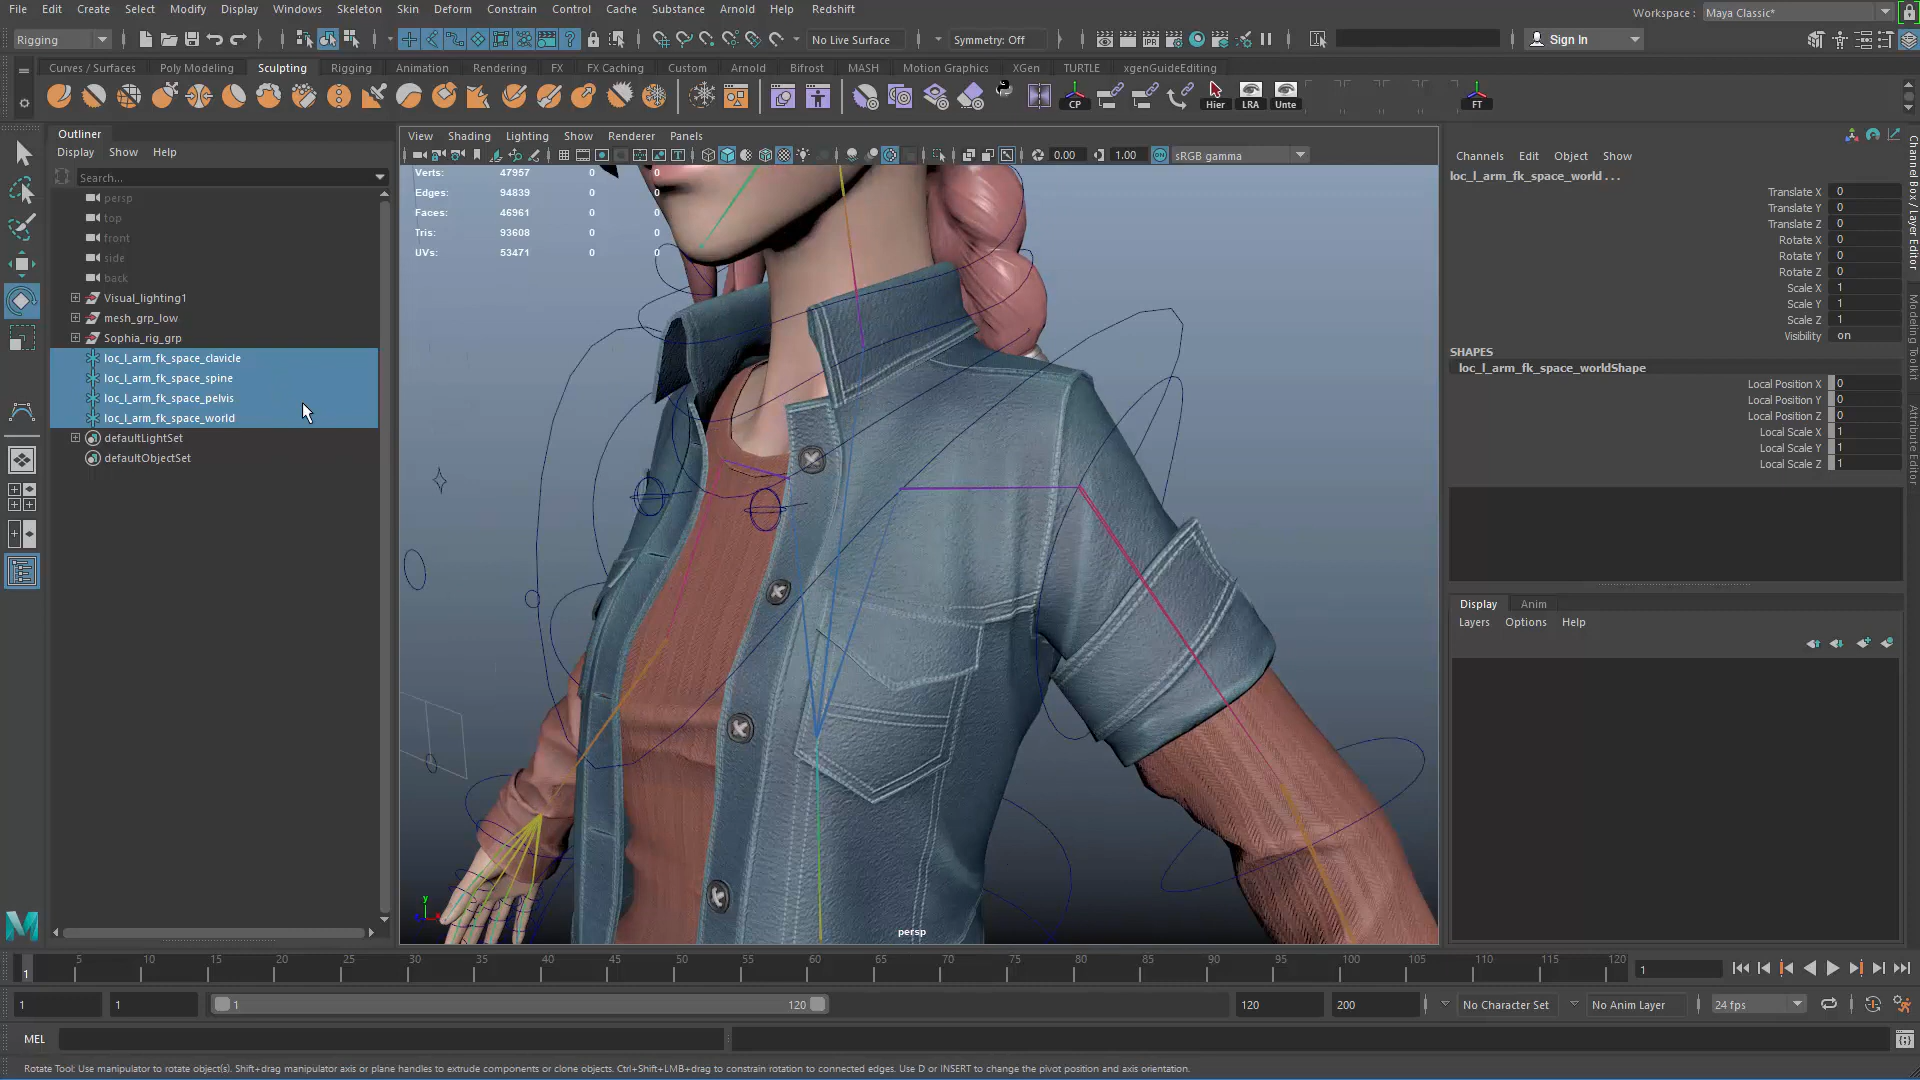 File Edit Create Select Modify Display Windows Skeleton Skin Deform Constrain Control Cache Substance Arnold Help Redshift
Workspace : Maya Classic*
Rigging
No Live Surface
Symmetry: Off
Sign In
Curves / Surfaces Poly Modeling Sculpting Rigging Animation Rendering FX FX Caching Custom Arnold Bifrost MASH Motion Graphics XGen TURTLE xgenGuideEditing
CP Hier LRA Unte FT
Outliner
Display Show Help
Search...
persp
top
front
side
back
Visual_lighting1
mesh_grp_low
Sophia_rig_grp
loc_l_arm_fk_space_clavicle
loc_l_arm_fk_space_spine
loc_l_arm_fk_space_pelvis
loc_l_arm_fk_space_world
defaultLightSet
defaultObjectSet
View Shading Lighting Show Renderer Panels
0.00 1.00 ON sRGB gamma
Verts: 47957 0 0
Edges: 94839 0 0
Faces: 46961 0 0
Tris: 93608 0 0
UVs: 53471 0 0
y
persp
Channels Edit Object Show
loc_l_arm_fk_space_world . . .
Translate X 0
Translate Y 0
Translate Z 0
Rotate X 0
Rotate Y 0
Rotate Z 0
Scale X 1
Scale Y 1
Scale Z 1
Visibility on
SHAPES
loc_l_arm_fk_space_worldShape
Local Position X 0
Local Position Y 0
Local Position Z 0
Local Scale X 1
Local Scale Y 1
Local Scale Z 1
Display Anim
Layers Options Help
Channel Box / Layer Editor
Modeling Toolkit
Attribute Editor
1 5 10 15 20 25 30 35 40 45 50 55 60 65 70 75 80 85 90 95 100 105 110 115 120
1
1 1 1 120 120 200 No Character Set No Anim Layer 24 fps
MEL
Rotate Tool: Use manipulator to rotate object(s). Shift+drag manipulator axis or plane handles to extrude components or clone objects. Ctrl+Shift+LMB+drag to constrain rotation to connected edges. Use D or INSERT to change the pivot position and axis orientation.